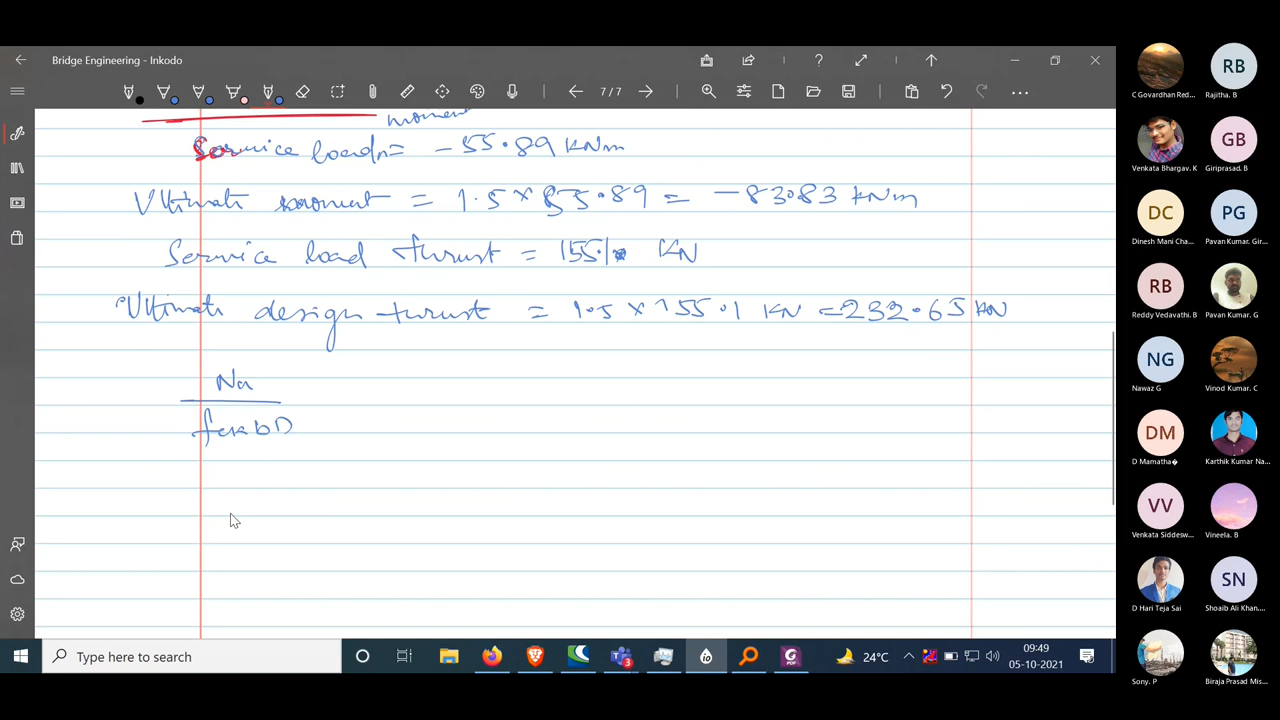 Bridge Engineering - Inkodo
7/7
moment
Service load = -55.89 kNm
Ultimate moment = 1.5 × 55.89 = -83.83 kNm
Service load thrust = 155.1 KN
Ultimate design thrust = 1.5 × 155.1 KN = 232.65 KN
Nu
fck b D
C Govardhan Red...
RB
Rajitha. B
Venkata Bhargav. K
GB
Giriprasad. B
DC
Dinesh Mani Cha...
PG
Pavan Kumar. Gir...
RB
Reddy Vedavathi. B
Pavan Kumar. G
NG
Nawaz G
Vinod Kumar. C
DM
D Mamatha�
Karthik Kumar Na...
VV
Venkata Siddesw...
Vineela. B
D Hari Teja Sai
SN
Shoaib Ali Khan....
Sony. P
Biraja Prasad Mis...
Type here to search
3
io
24°C
09:49
05-10-2021